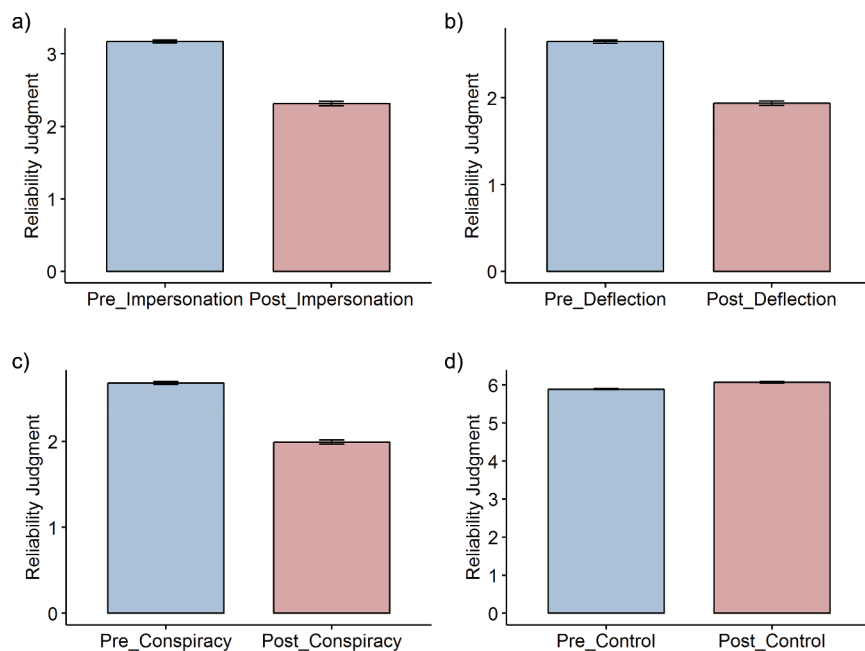 a)
Reliability Judgment
3
2
1
0
Pre_Impersonation Post_Impersonation
b)
Reliability Judgment
2
1
0
Pre_Deflection Post_Deflection
c)
Reliability Judgment
2
1
0
Pre_Conspiracy Post_Conspiracy
d)
Reliability Judgment
6
5
4
3
2
1
0
Pre_Control Post_Control